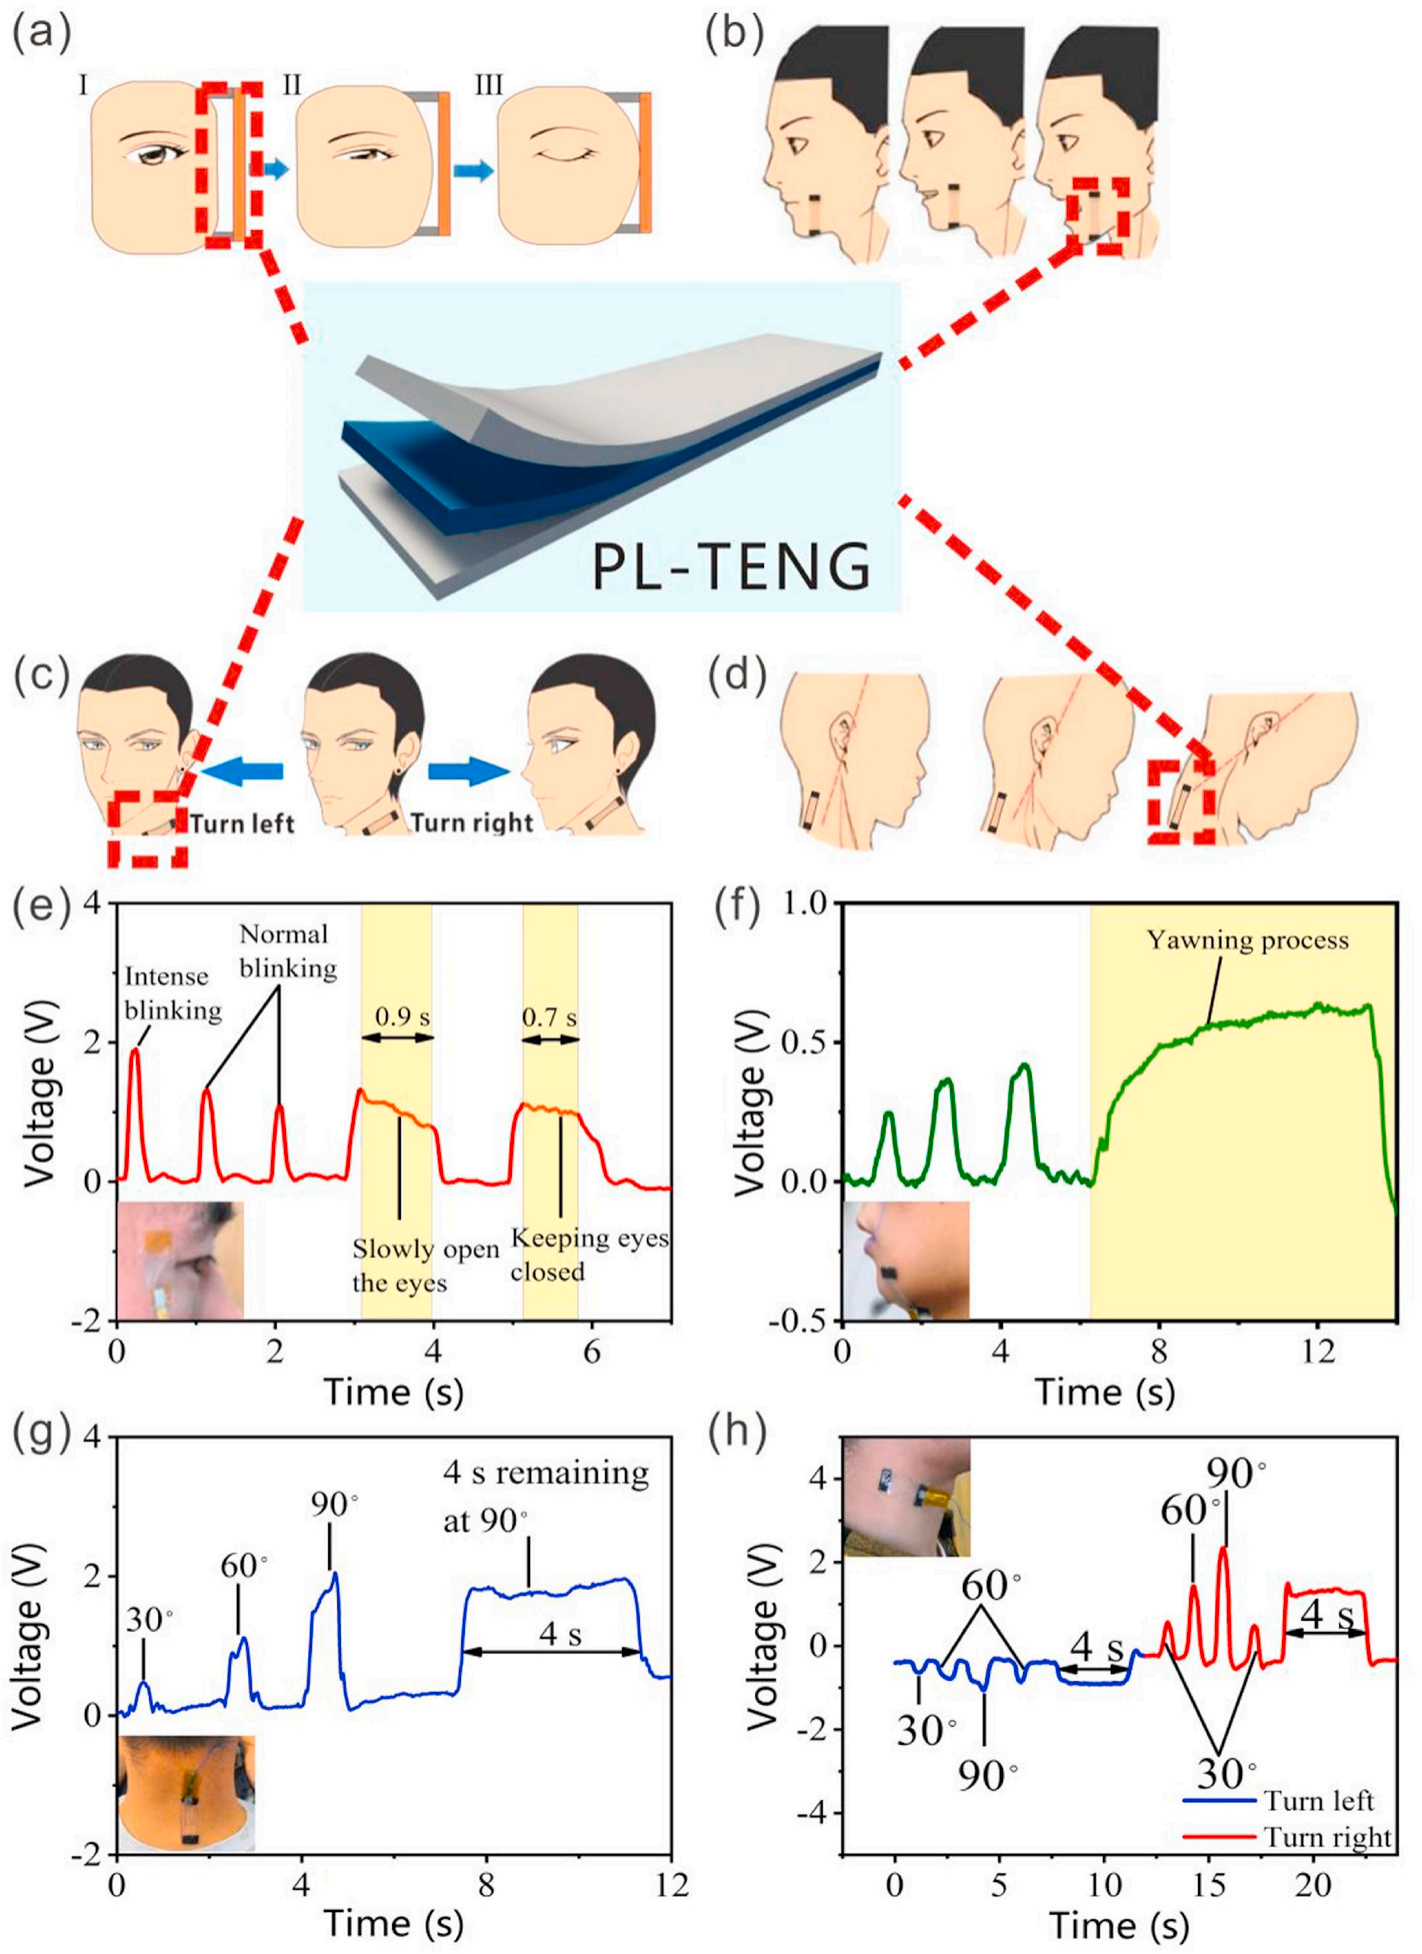 (a)
(b)
I
II
III
PL-TENG
(c)
(d)
Turn left
Turn right
(e)
4
2
0
-2
Voltage (V)
Intense
blinking
Normal
blinking
0.9 s
0.7 s
Slowly open
the eyes
Keeping eyes
closed
0
2
4
6
Time (s)
(f)
1.0
0.5
0.0
-0.5
Voltage (V)
Yawning process
0
4
8
12
Time (s)
(g)
4
2
0
-2
Voltage (V)
30°
60°
90°
4 s remaining
at 90°
4 s
0
4
8
12
Time (s)
(h)
4
2
0
-2
-4
Voltage (V)
90°
60°
60°
4 s
4 s
30°
90°
30°
Turn left
Turn right
0
5
10
15
20
Time (s)